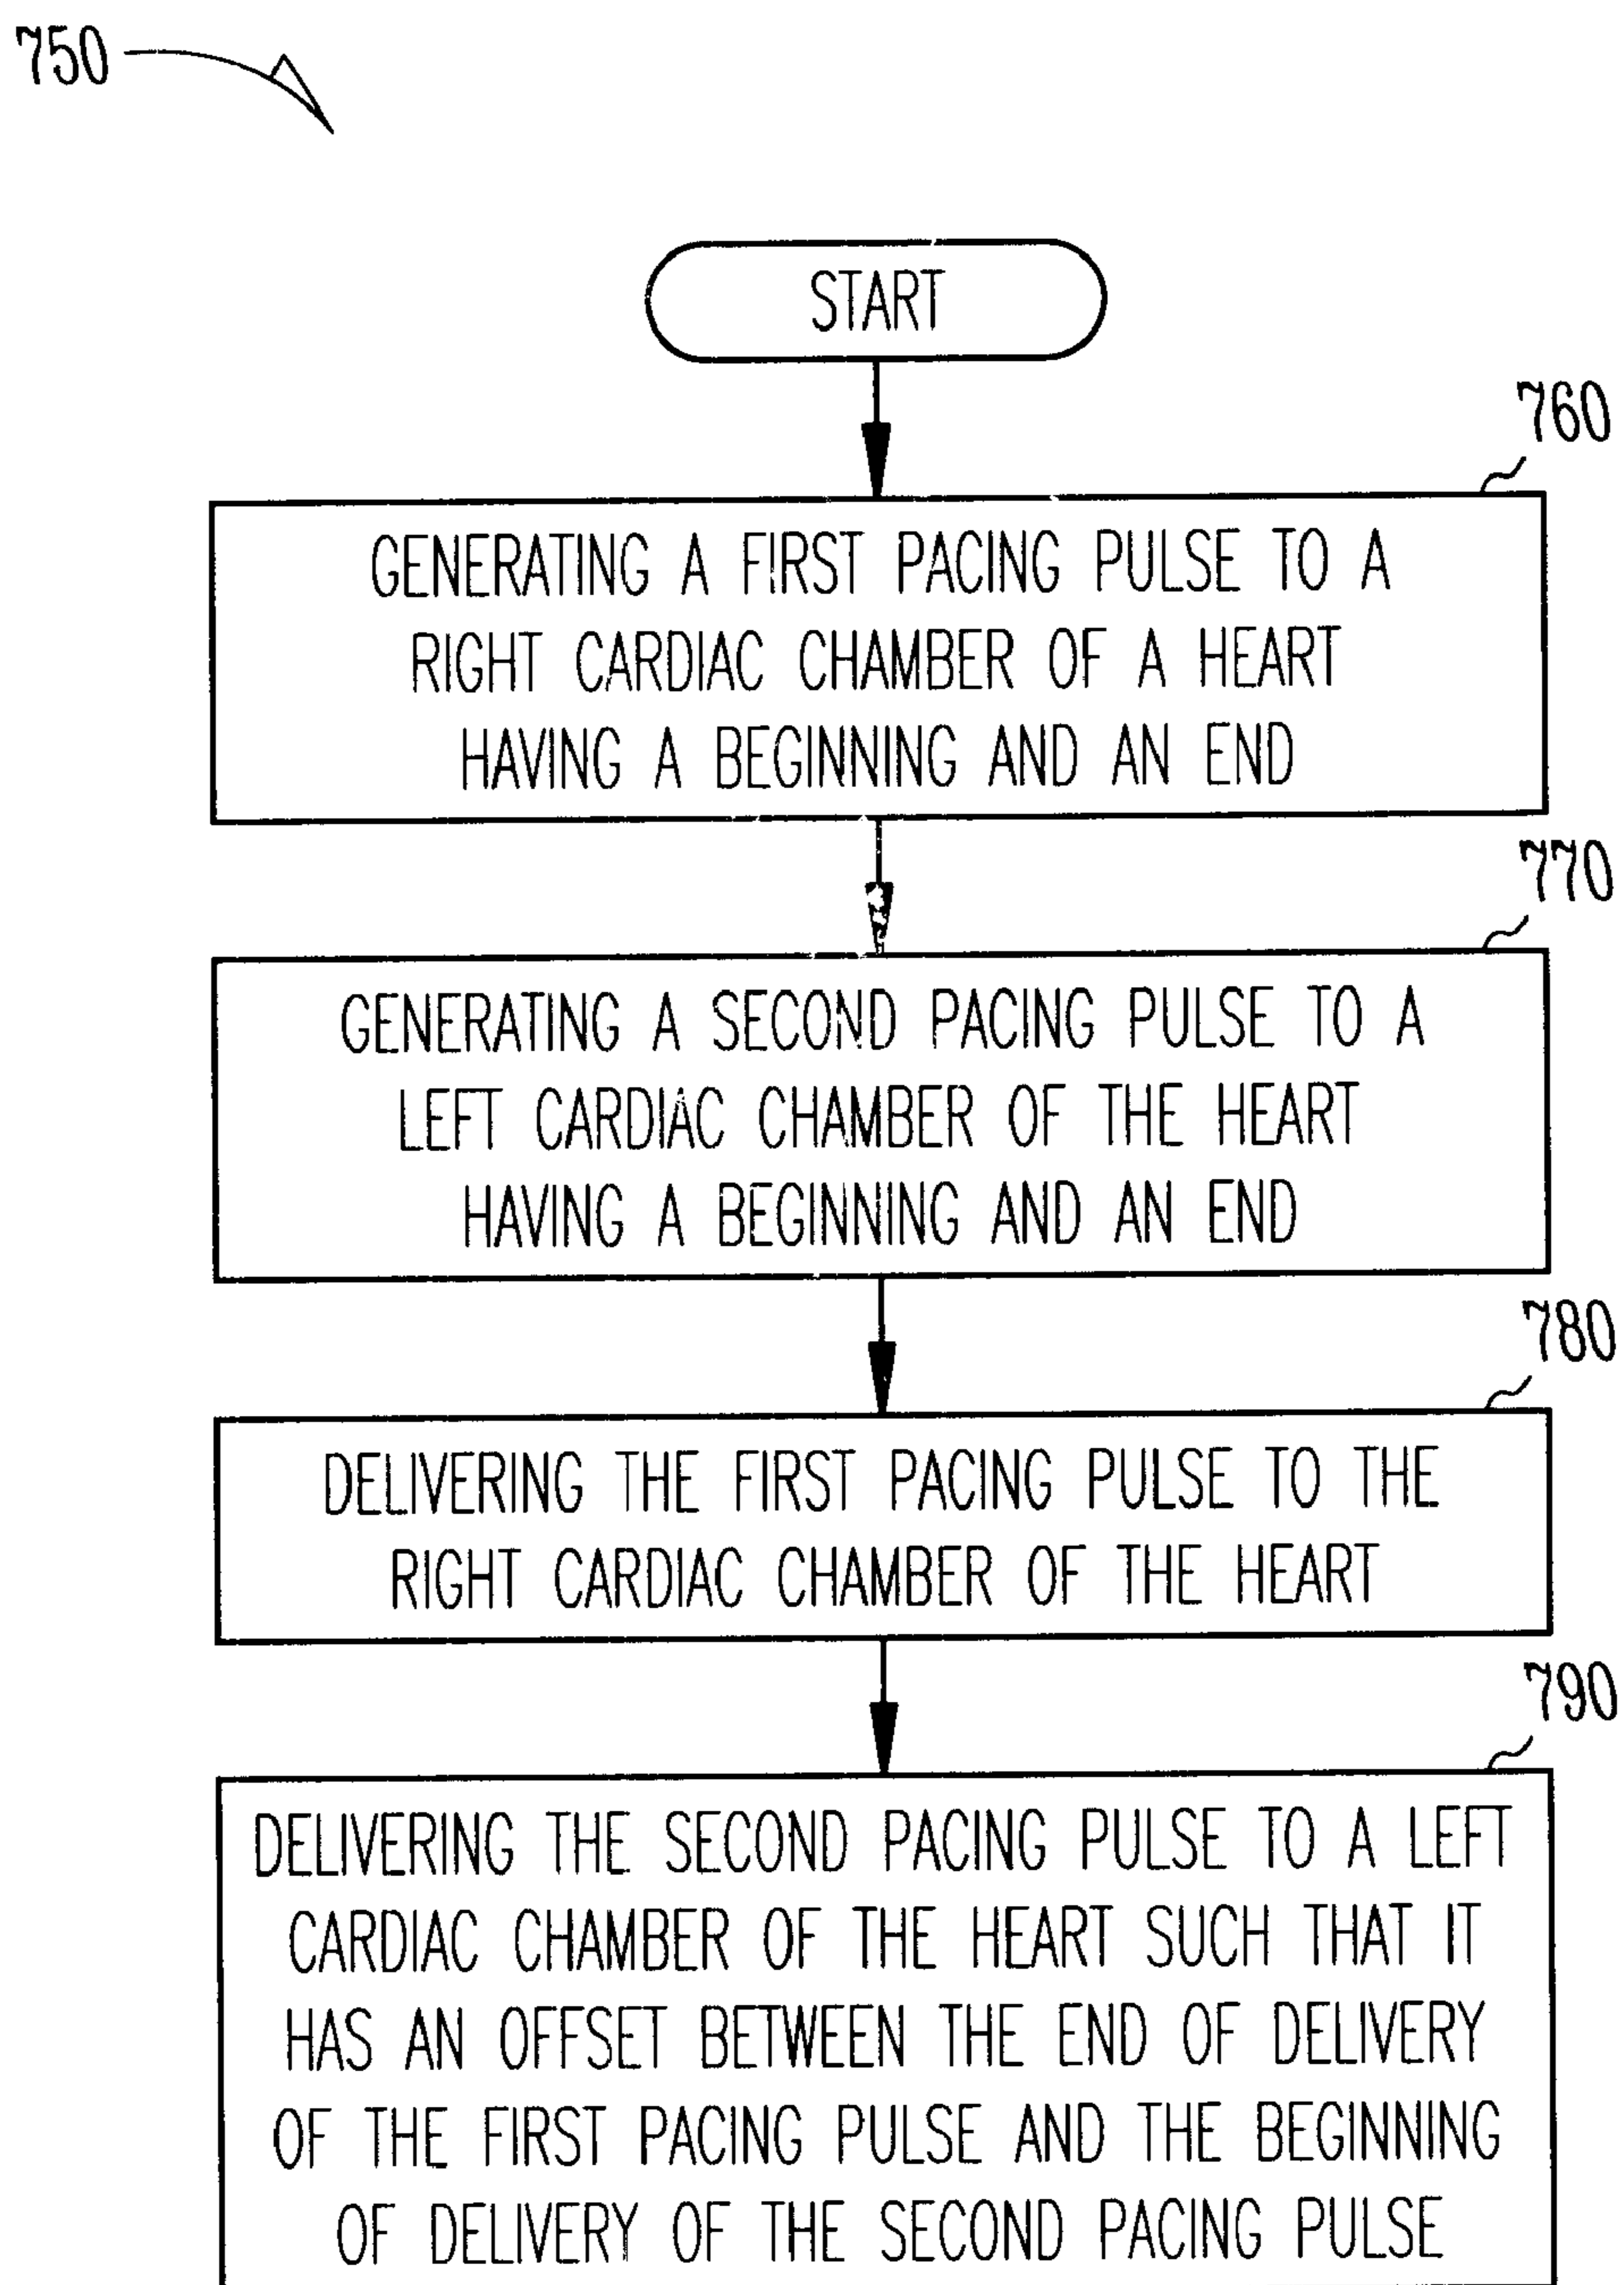 750
START
760
GENERATING A FIRST PACING PULSE TO A
RIGHT CARDIAC CHAMBER OF A HEART
HAVING A BEGINNING AND AN END
770
GENERATING A SECOND PACING PULSE TO A
LEFT CARDIAC CHAMBER OF THE HEART
HAVING A BEGINNING AND AN END
780
DELIVERING THE FIRST PACING PULSE TO THE
RIGHT CARDIAC CHAMBER OF THE HEART
790
DELIVERING THE SECOND PACING PULSE TO A LEFT
CARDIAC CHAMBER OF THE HEART SUCH THAT IT
HAS AN OFFSET BETWEEN THE END OF DELIVERY
OF THE FIRST PACING PULSE AND THE BEGINNING
OF DELIVERY OF THE SECOND PACING PULSE